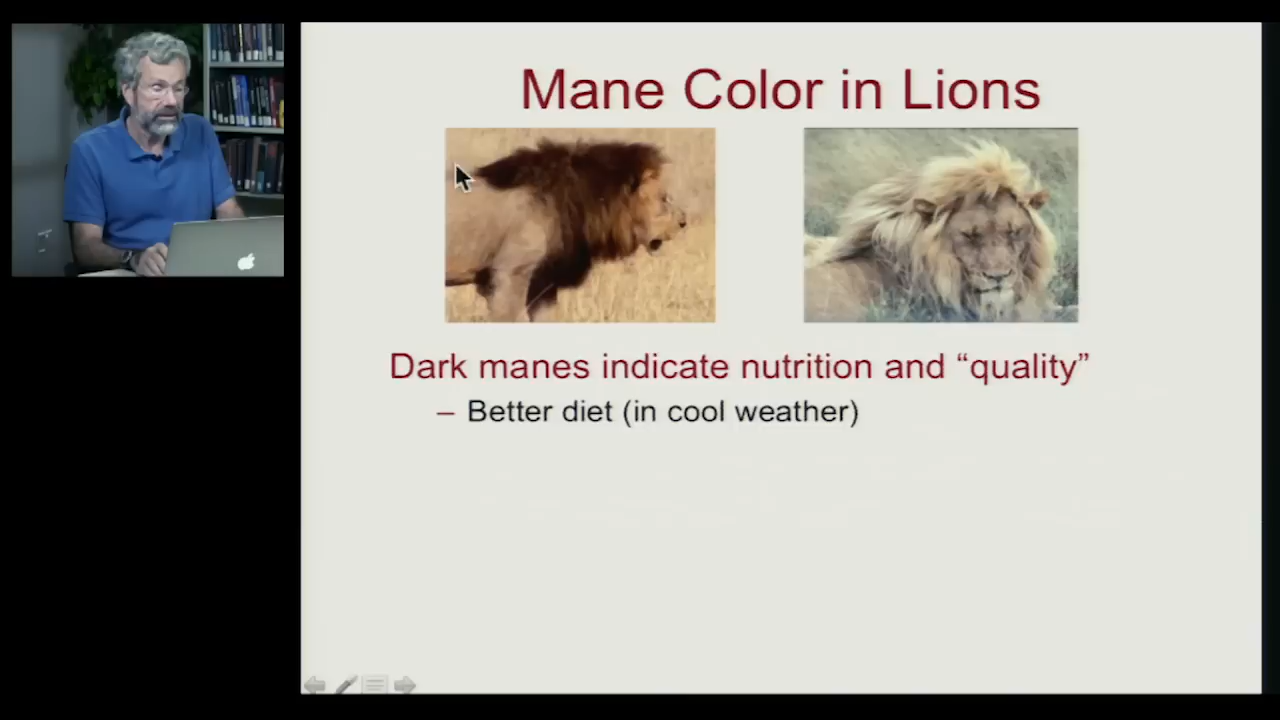 Mane Color in Lions
Dark manes indicate nutrition and “quality”
– Better diet (in cool weather)